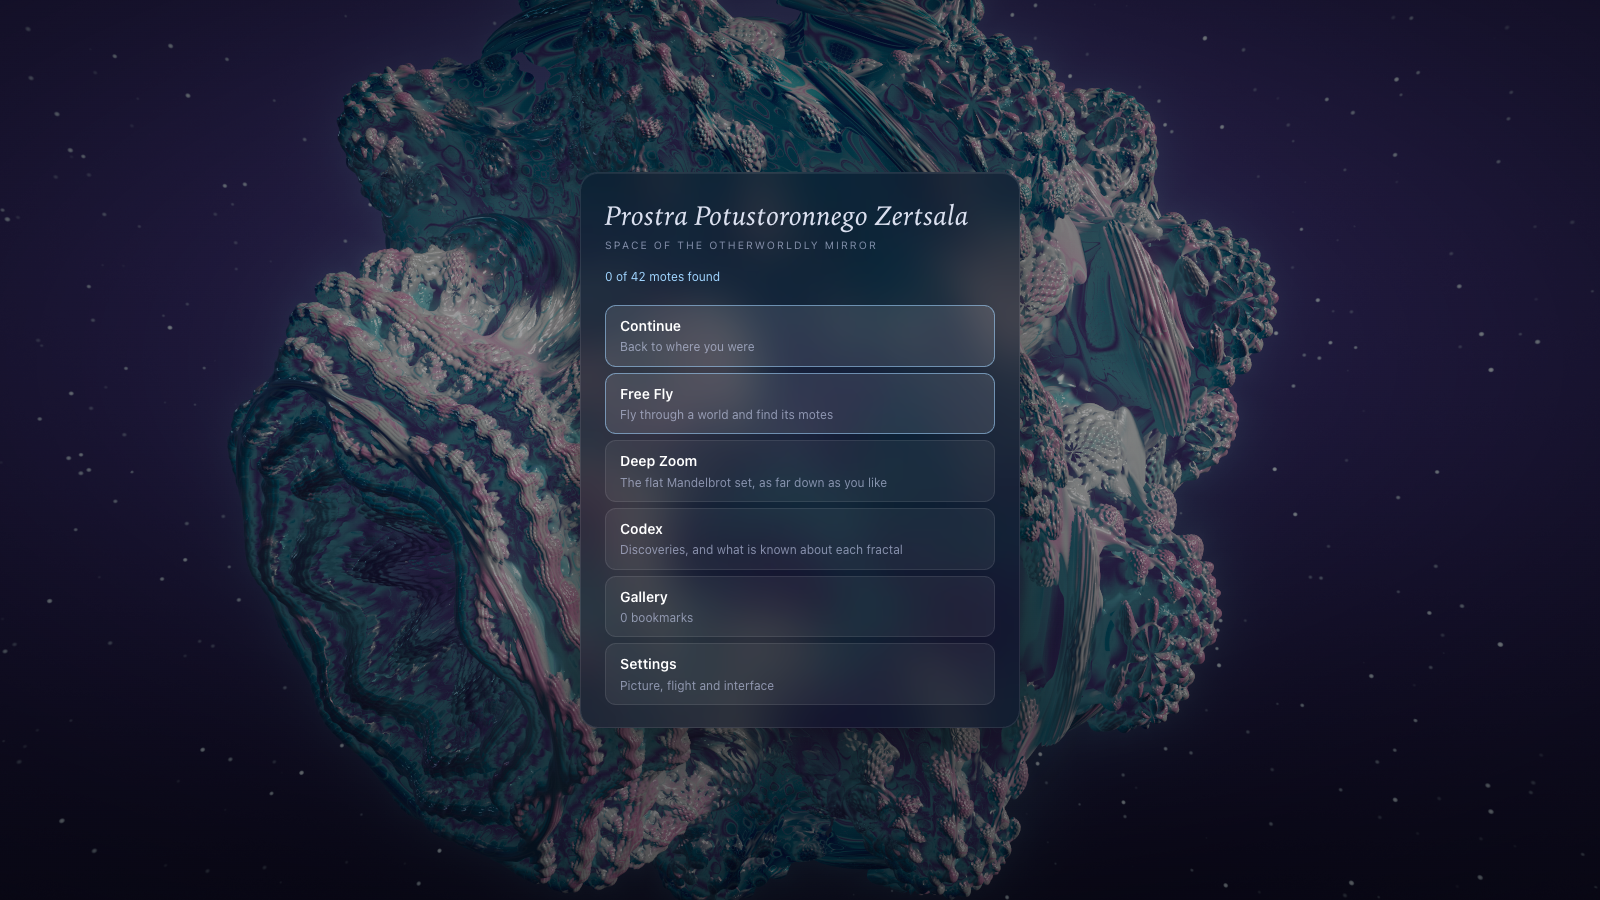 Prostra Potustoronnego Zertsala
SPACE OF THE OTHERWORLDLY MIRROR
0 of 42 motes found
Continue
Back to where you were
Free Fly
Fly through a world and find its motes
Deep Zoom
The flat Mandelbrot set, as far down as you like
Codex
Discoveries, and what is known about each fractal
Gallery
0 bookmarks
Settings
Picture, flight and interface